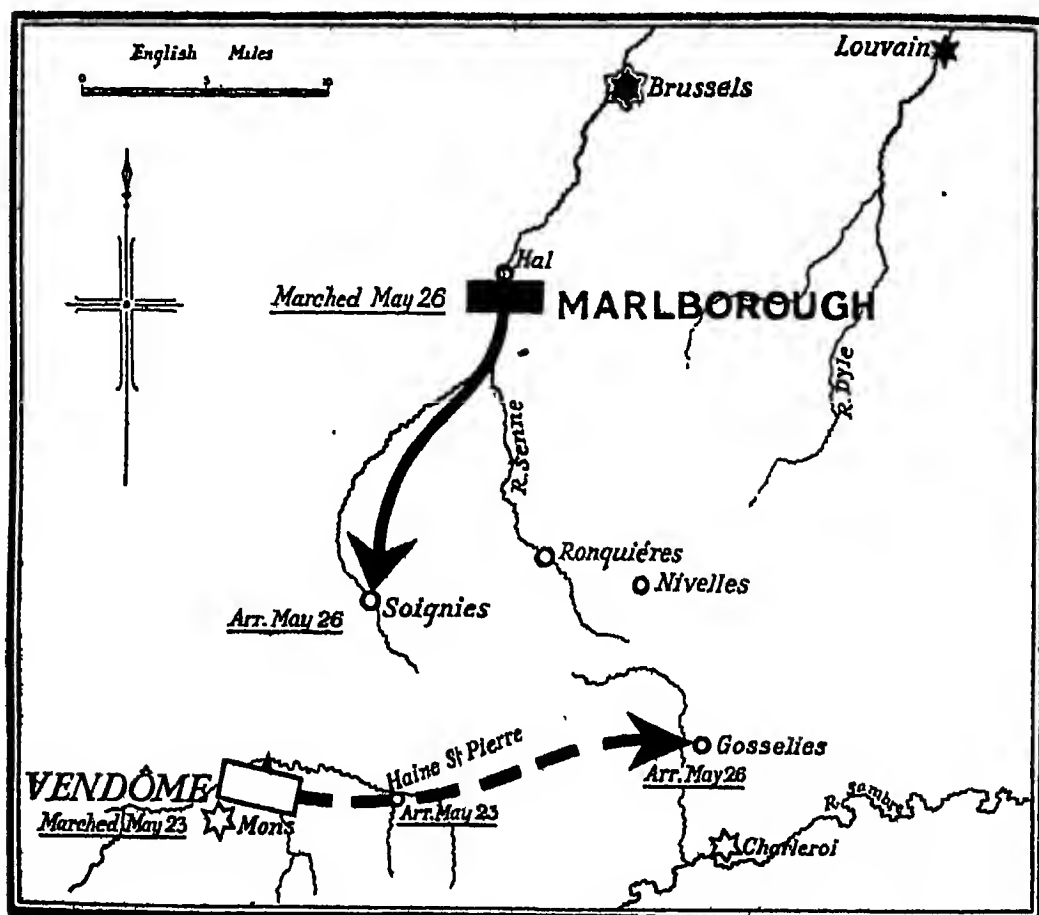 English Miles
0 5 10
Louvain
Brussels
Hal
Marched May 26
MARLBOROUGH
R. Dyle
R. Senne
Ronquiéres
Nivelles
Soignies
Arr. May 26
Haine St Pierre
Gosselies
Arr. May 26
VENDÔME
Marched May 23
Mons
Arr. May 23
R. Sambre
Charleroi